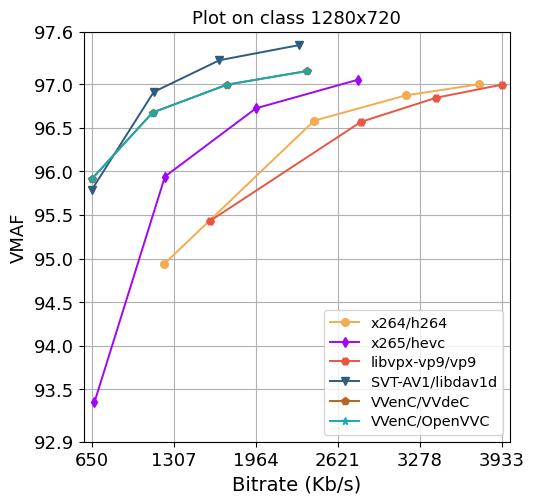 Plot on class 1280x720
97.6
97.0
96.5
96.0
95.5
95.0
94.5
94.0
93.5
92.9
VMAF
x264/h264
x265/hevc
libvpx-vp9/vp9
SVT-AV1/libdav1d
VVenC/VVdeC
VVenC/OpenVVC
650 1307 1964 2621 3278 3933
Bitrate (Kb/s)